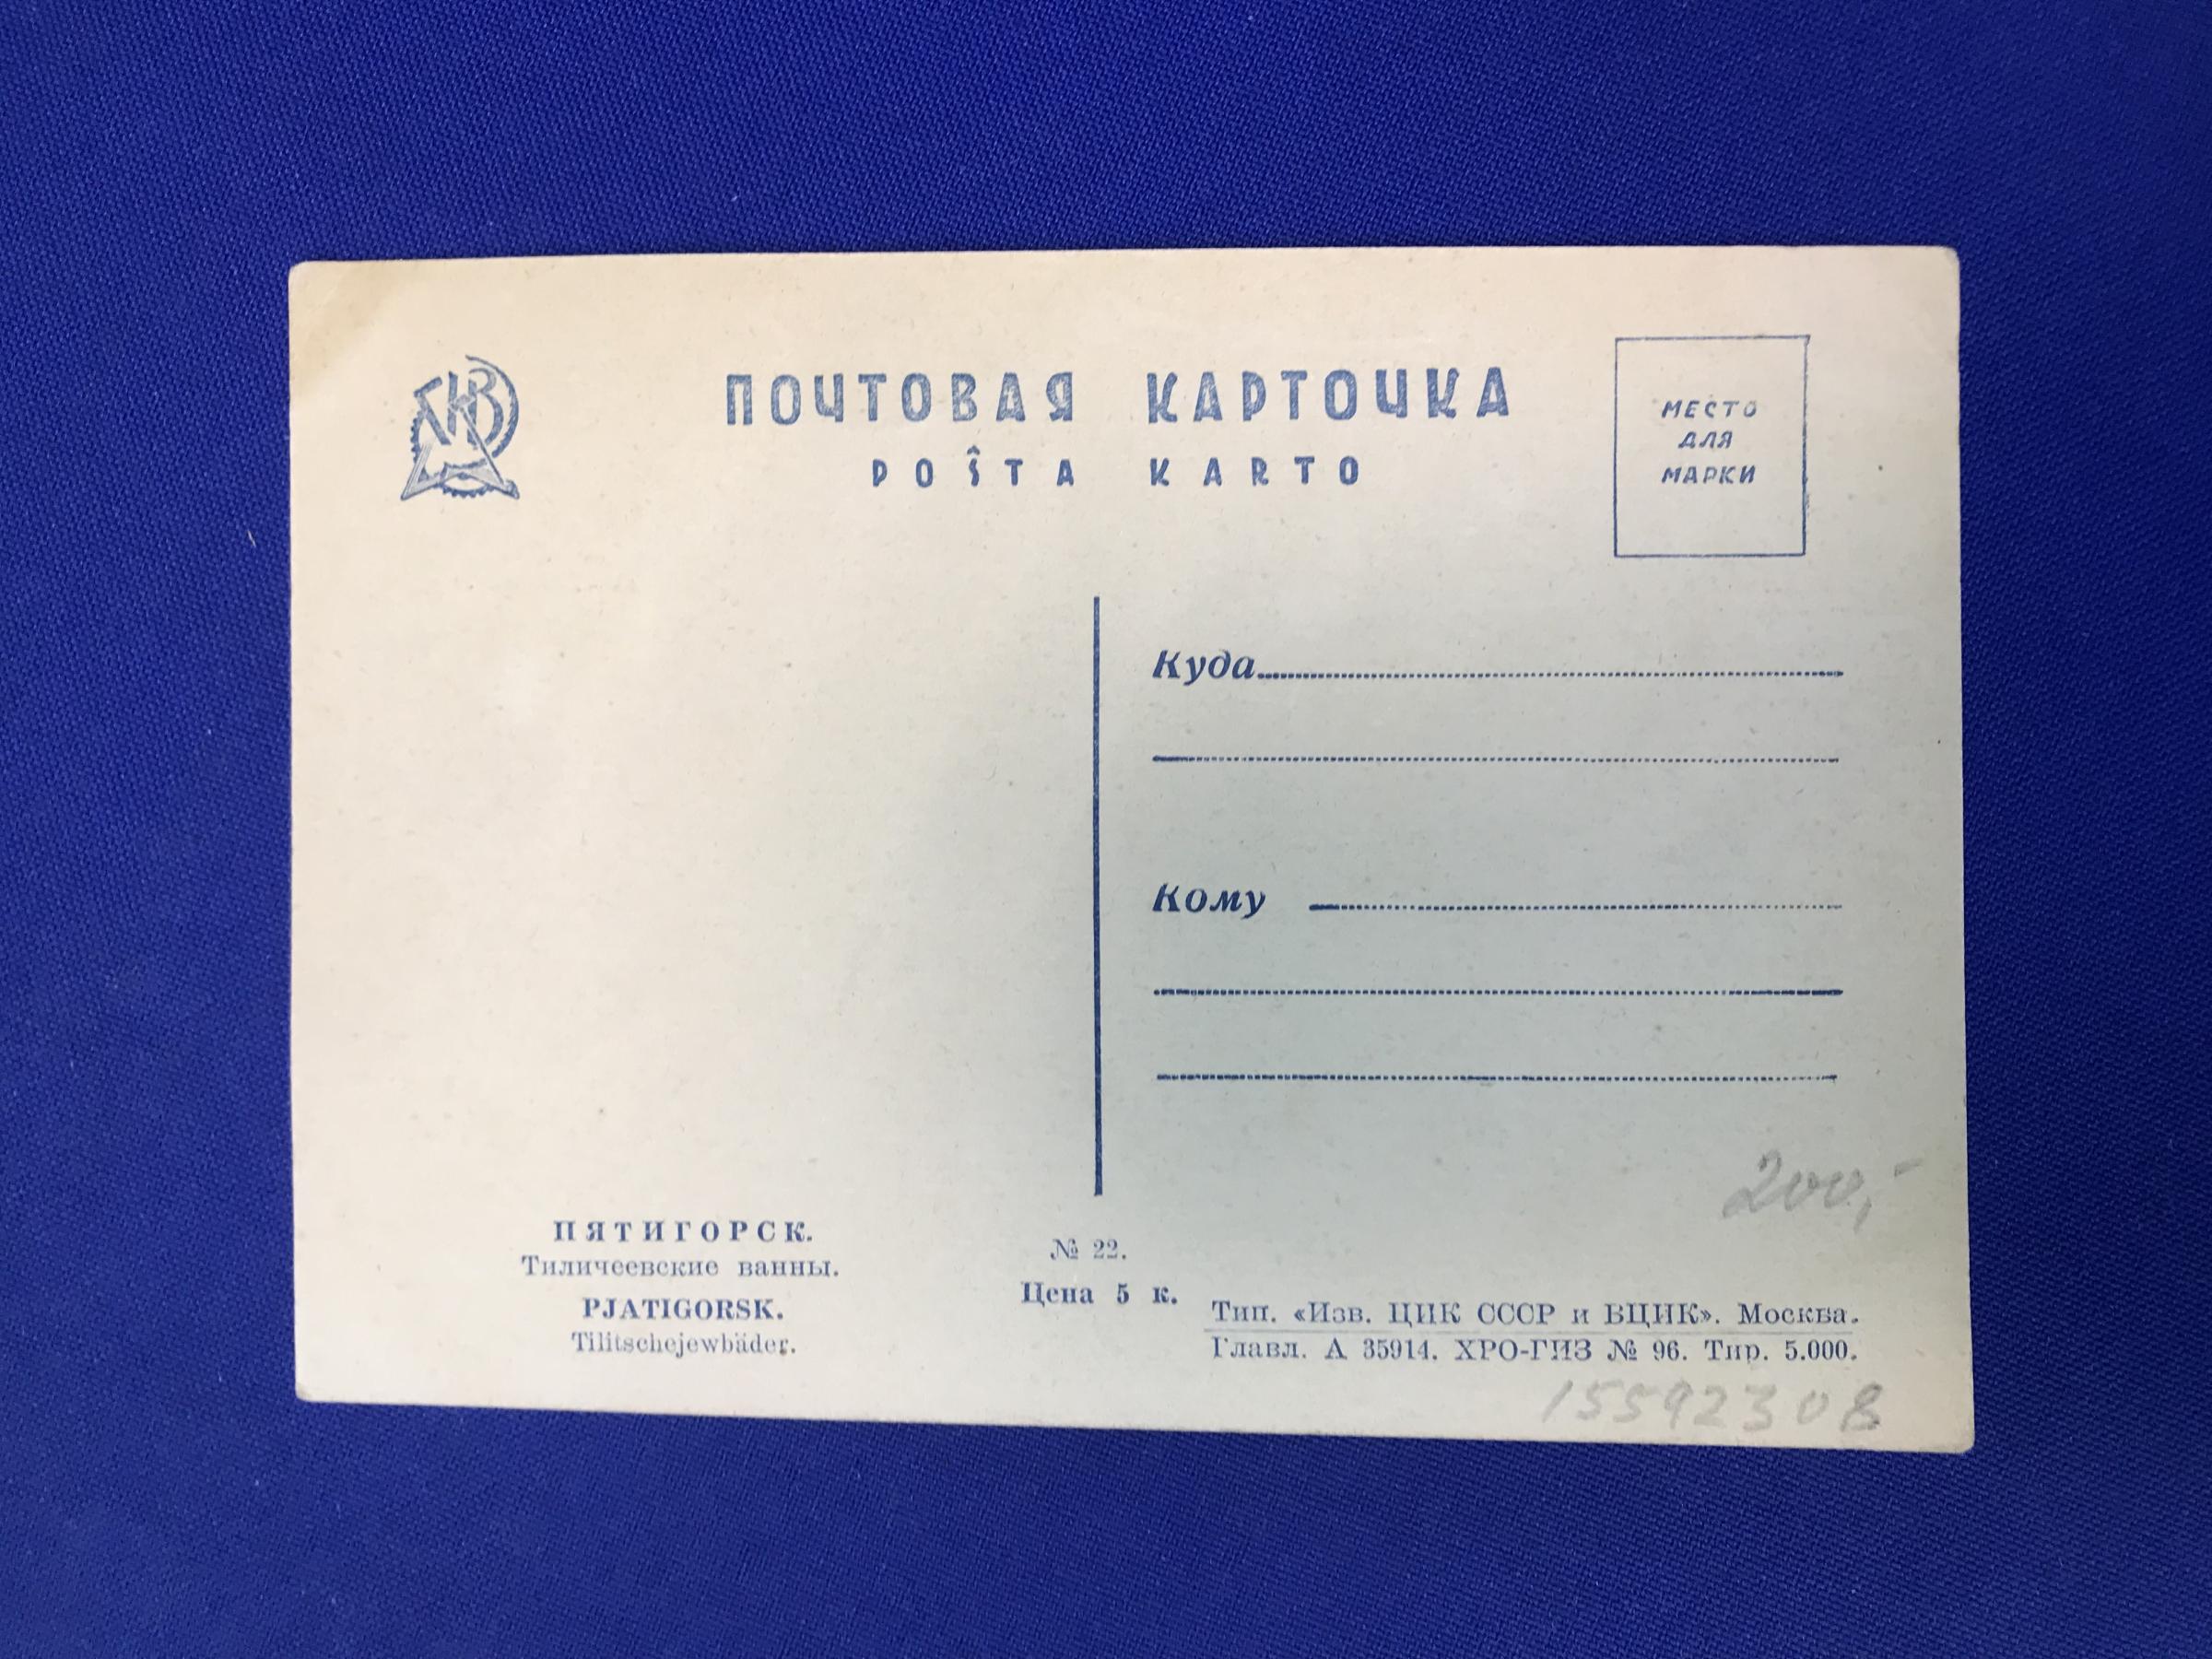 ГКВ
ПОЧТОВАЯ КАРТОЧКА
POŜTA KARTO
МЕСТО
ДЛЯ
МАРКИ
Куда
Кому
200,-
ПЯТИГОРСК.
Тиличеевские ванны.
PJATIGORSK.
Tilitschejewbäder.
№ 22.
Цена 5 к.
Тип. «Изв. ЦИК СССР и ВЦИК». Москва.
Главл. А 35914. ХРО-ГИЗ № 96. Тир. 5.000.
15592308